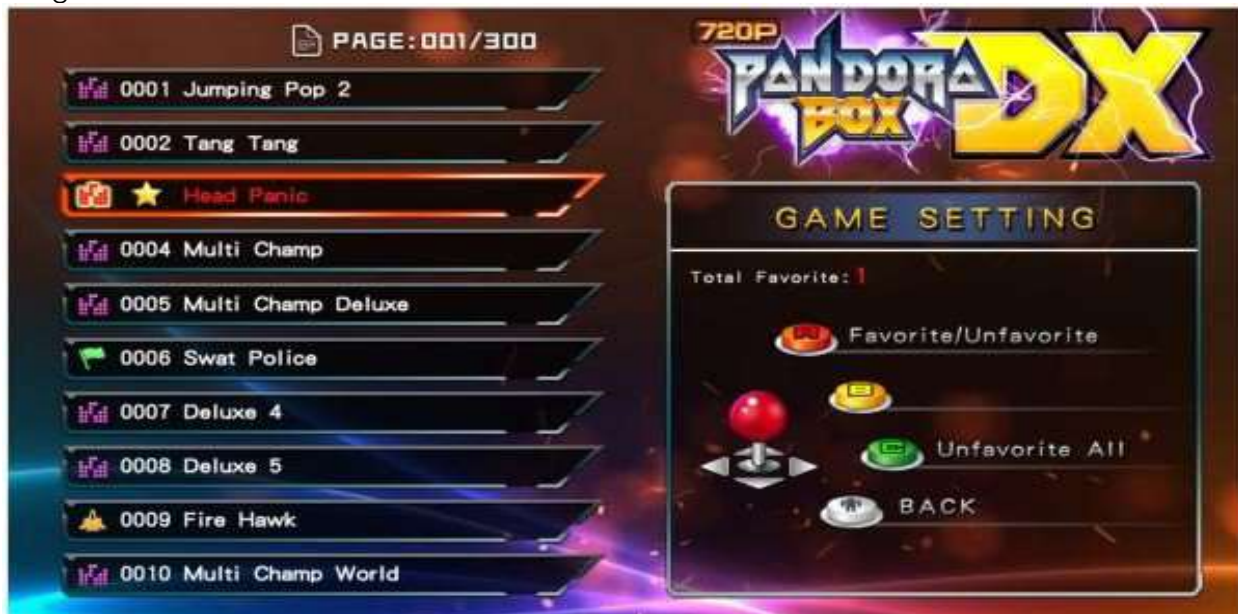 PAGE:001/300
0001 Jumping Pop 2
0002 Tang Tang
Head Panic
0004 Multi Champ
0005 Multi Champ Deluxe
0006 Swat Police
0007 Deluxe 4
0008 Deluxe 5
0009 Fire Hawk
0010 Multi Champ World
720P
PANDORA
BOX
DX
GAME SETTING
Total Favorite:1
Favorite/Unfavorite
Unfavorite All
BACK